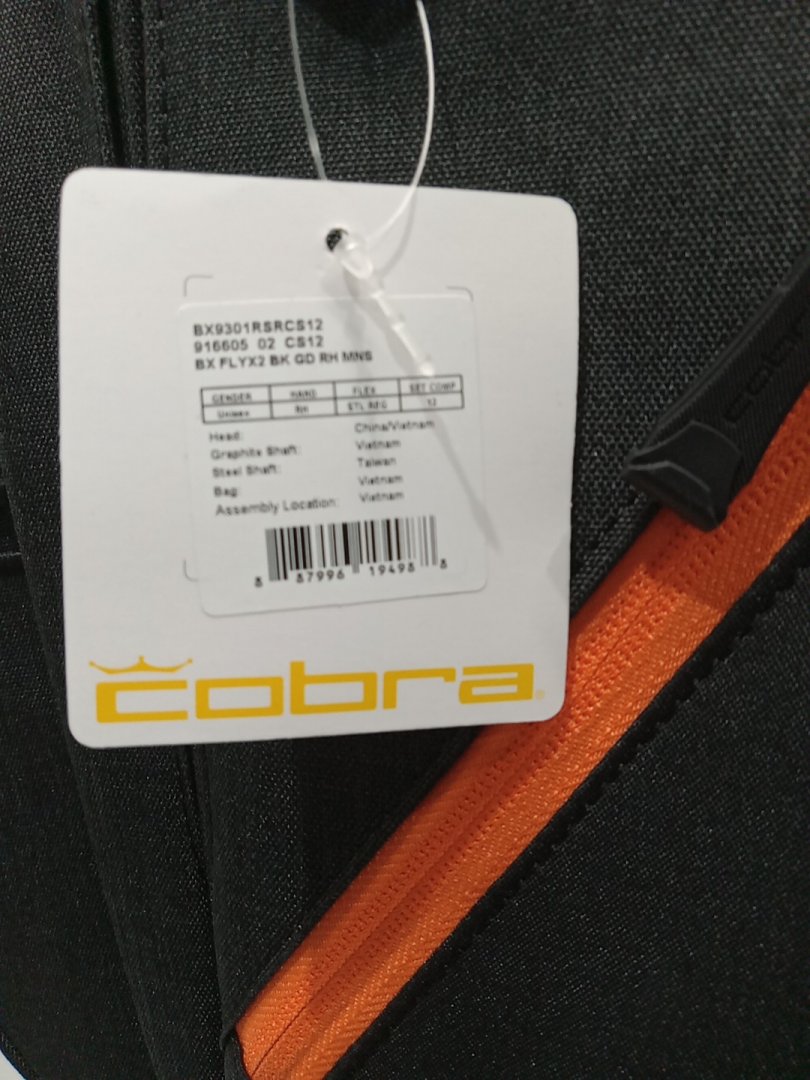 BX9301RSRCS12
916605 02 CS12
BX FLYX2 BK GD RH MNS
GENDER HAND FLEX SET COMP
Unisex RH STL REG 12
Head: China/Vietnam
Graphite Shaft: Vietnam
Steel Shaft: Taiwan
Bag: Vietnam
Assembly Location: Vietnam
8 87996 19498 8
cobra
cobra